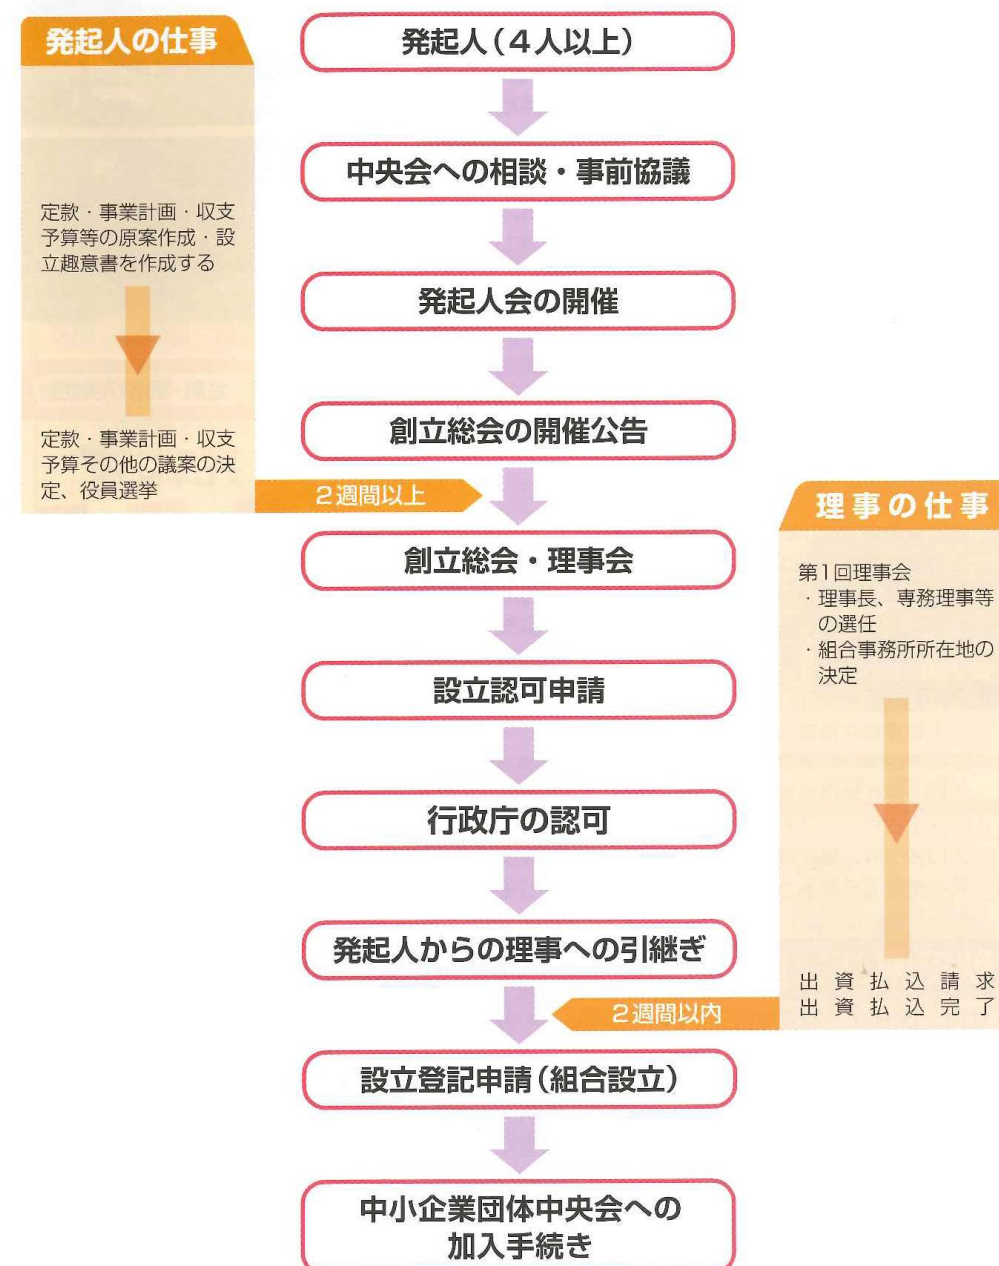 発起人の仕事
定款・事業計画・収支
予算等の原案作成・設
立趣意書を作成する
定款・事業計画・収支
予算その他の議案の決
定、役員選挙
発起人(4人以上)
中央会への相談・事前協議
発起人会の開催
創立総会の開催公告
2週間以上
創立総会・理事会
設立認可申請
行政庁の認可
発起人からの理事への引継ぎ
2週間以内
設立登記申請(組合設立)
中小企業団体中央会への
加入手続き
理事の仕事
第1回理事会
・理事長、専務理事等
の選任
・組合事務所所在地の
決定
出資払込請求
出資払込完了